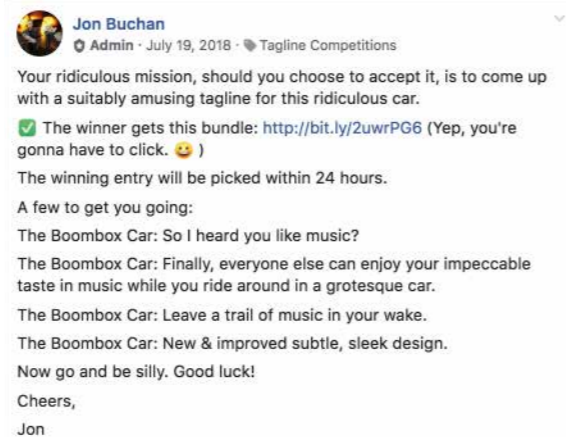 Jon Buchan
Admin · July 19, 2018 · Tagline Competitions
Your ridiculous mission, should you choose to accept it, is to come up
with a suitably amusing tagline for this ridiculous car.
✅ The winner gets this bundle: http://bit.ly/2uwrPG6 (Yep, you're
gonna have to click. 😀 )
The winning entry will be picked within 24 hours.
A few to get you going:
The Boombox Car: So I heard you like music?
The Boombox Car: Finally, everyone else can enjoy your impeccable
taste in music while you ride around in a grotesque car.
The Boombox Car: Leave a trail of music in your wake.
The Boombox Car: New & improved subtle, sleek design.
Now go and be silly. Good luck!
Cheers,
Jon